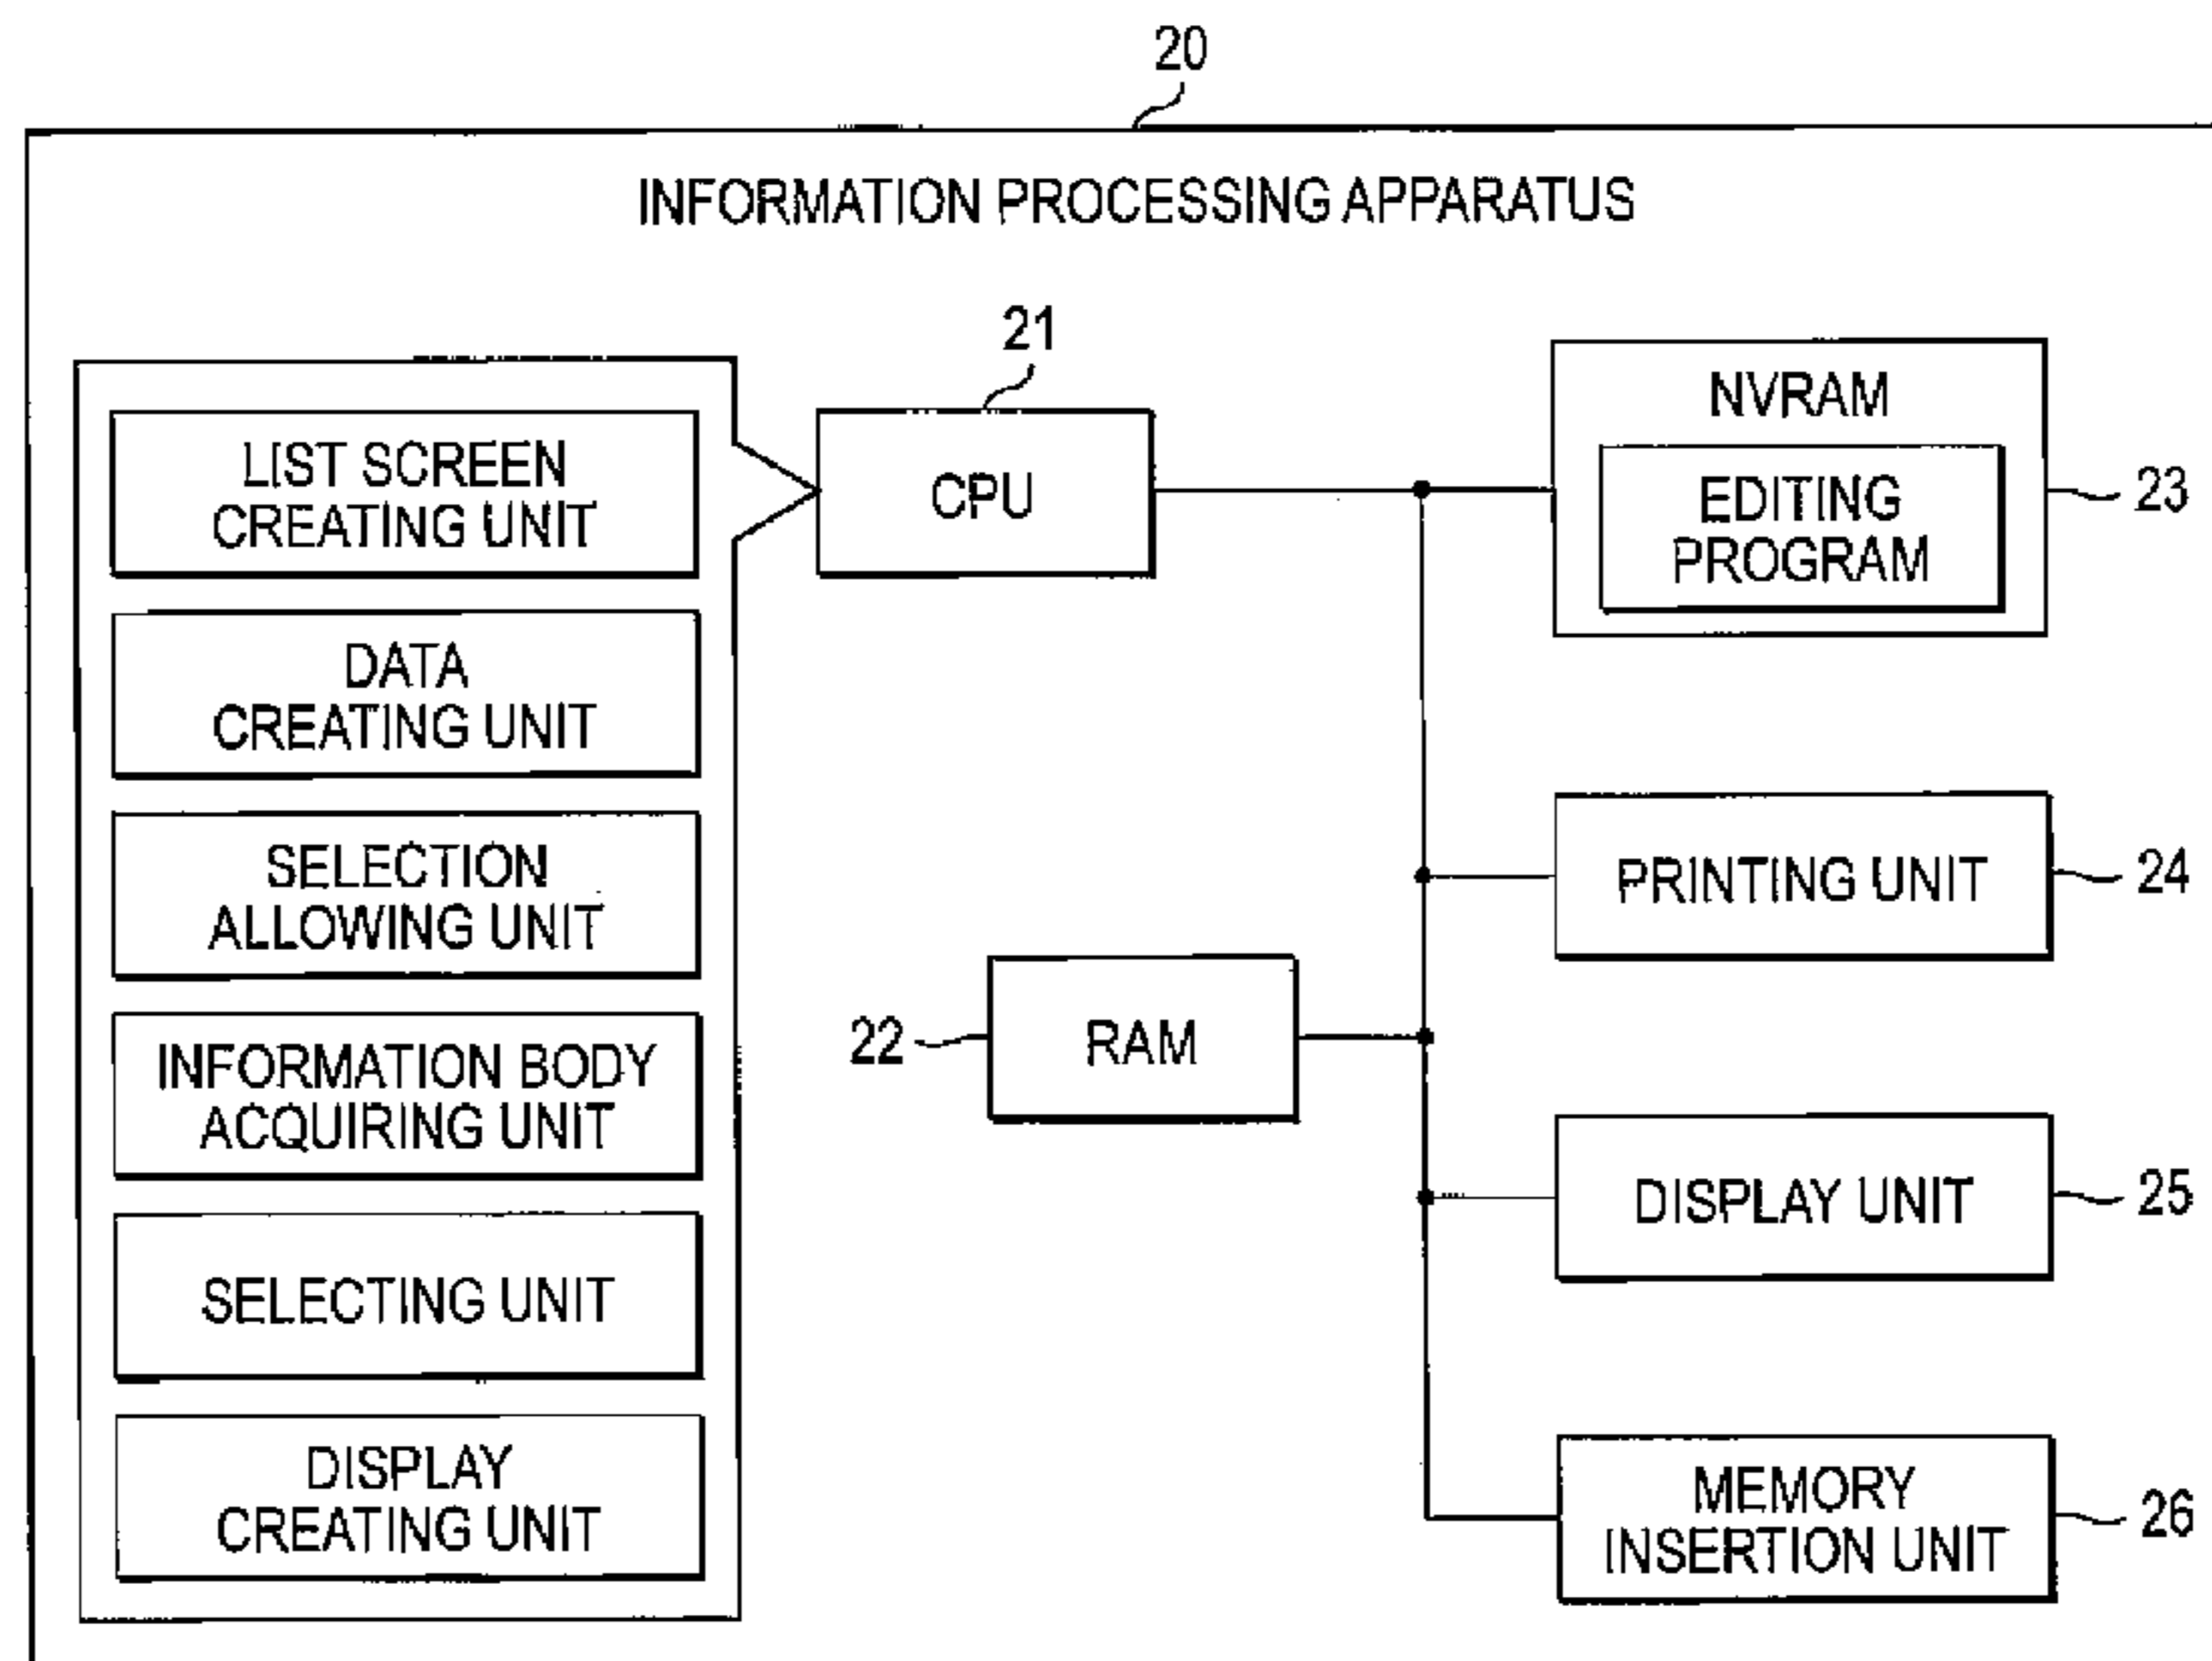 20
INFORMATION PROCESSING APPARATUS
LIST SCREEN
CREATING UNIT
DATA
CREATING UNIT
SELECTION
ALLOWING UNIT
INFORMATION BODY
ACQUIRING UNIT
SELECTING UNIT
DISPLAY
CREATING UNIT
21
CPU
22
RAM
NVRAM
EDITING
PROGRAM
23
PRINTING UNIT
24
DISPLAY UNIT
25
MEMORY
INSERTION UNIT
26